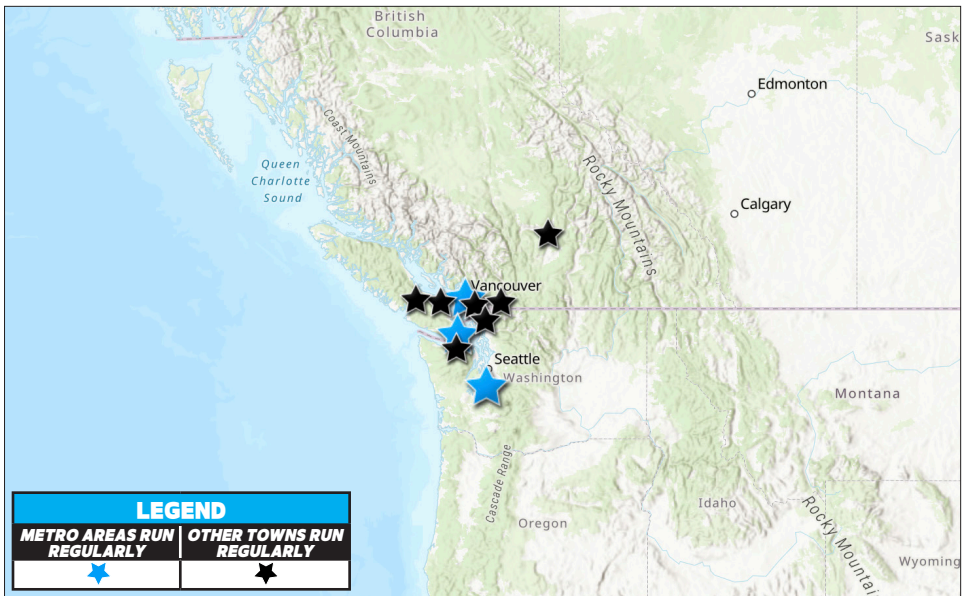 British
Columbia
Sask
Edmonton
Coast Mountains
Queen
Charlotte
Sound
Rocky Mountains
Calgary
Vancouver
Seattle
Washington
Montana
Cascade Range
Idaho
Oregon
Rocky Mountai
Wyoming
LEGEND
METRO AREAS RUN
REGULARLY
OTHER TOWNS RUN
REGULARLY